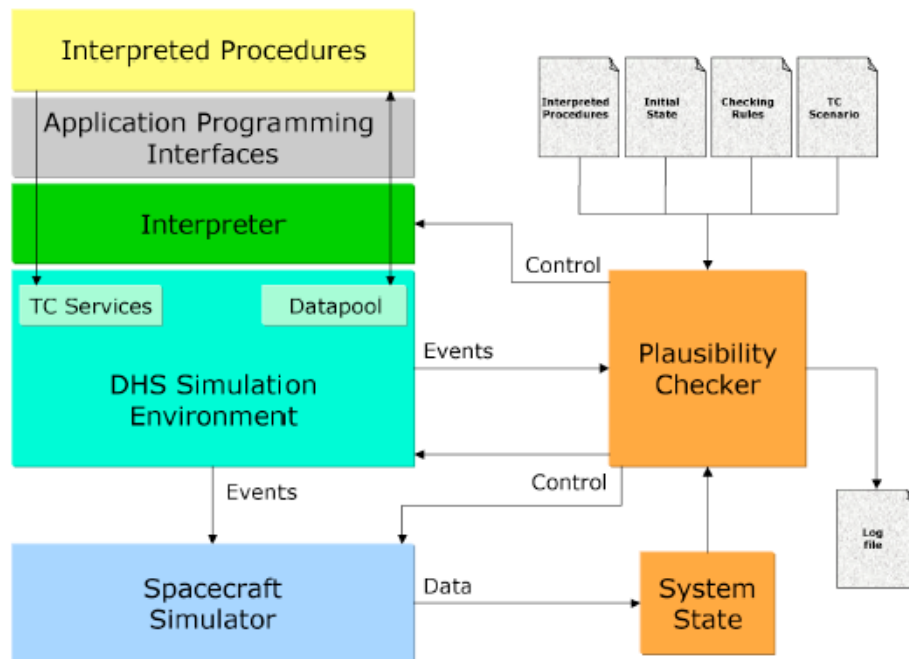 Interpreted Procedures
Application Programming
Interfaces
Interpreter
TC Services
Datapool
DHS Simulation
Environment
Events
Spacecraft
Simulator
Interpreted
Procedures
Initial
State
Checking
Rules
TC
Scenario
Control
Events
Plausibility
Checker
Control
Data
System
State
Log
file